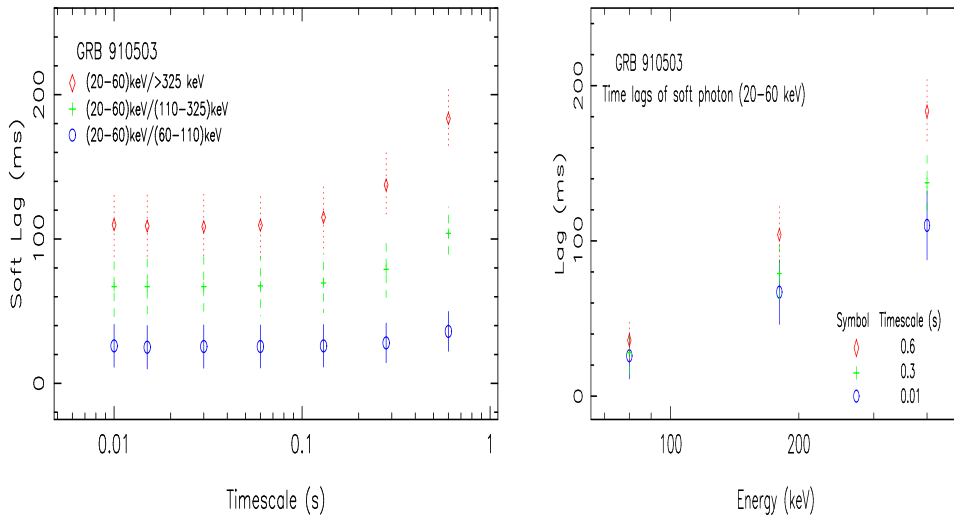 GRB 910503
(20-60)keV/>325 keV
(20-60)keV/(110-325)keV
(20-60)keV/(60-110)keV
Soft Lag (ms)
200
100
0
0.01
0.1
1
Timescale (s)
GRB 910503
Time lags of soft photon (20-60 keV)
Lag (ms)
200
100
0
Symbol Timescale (s)
0.6
0.3
0.01
100
200
Energy (keV)